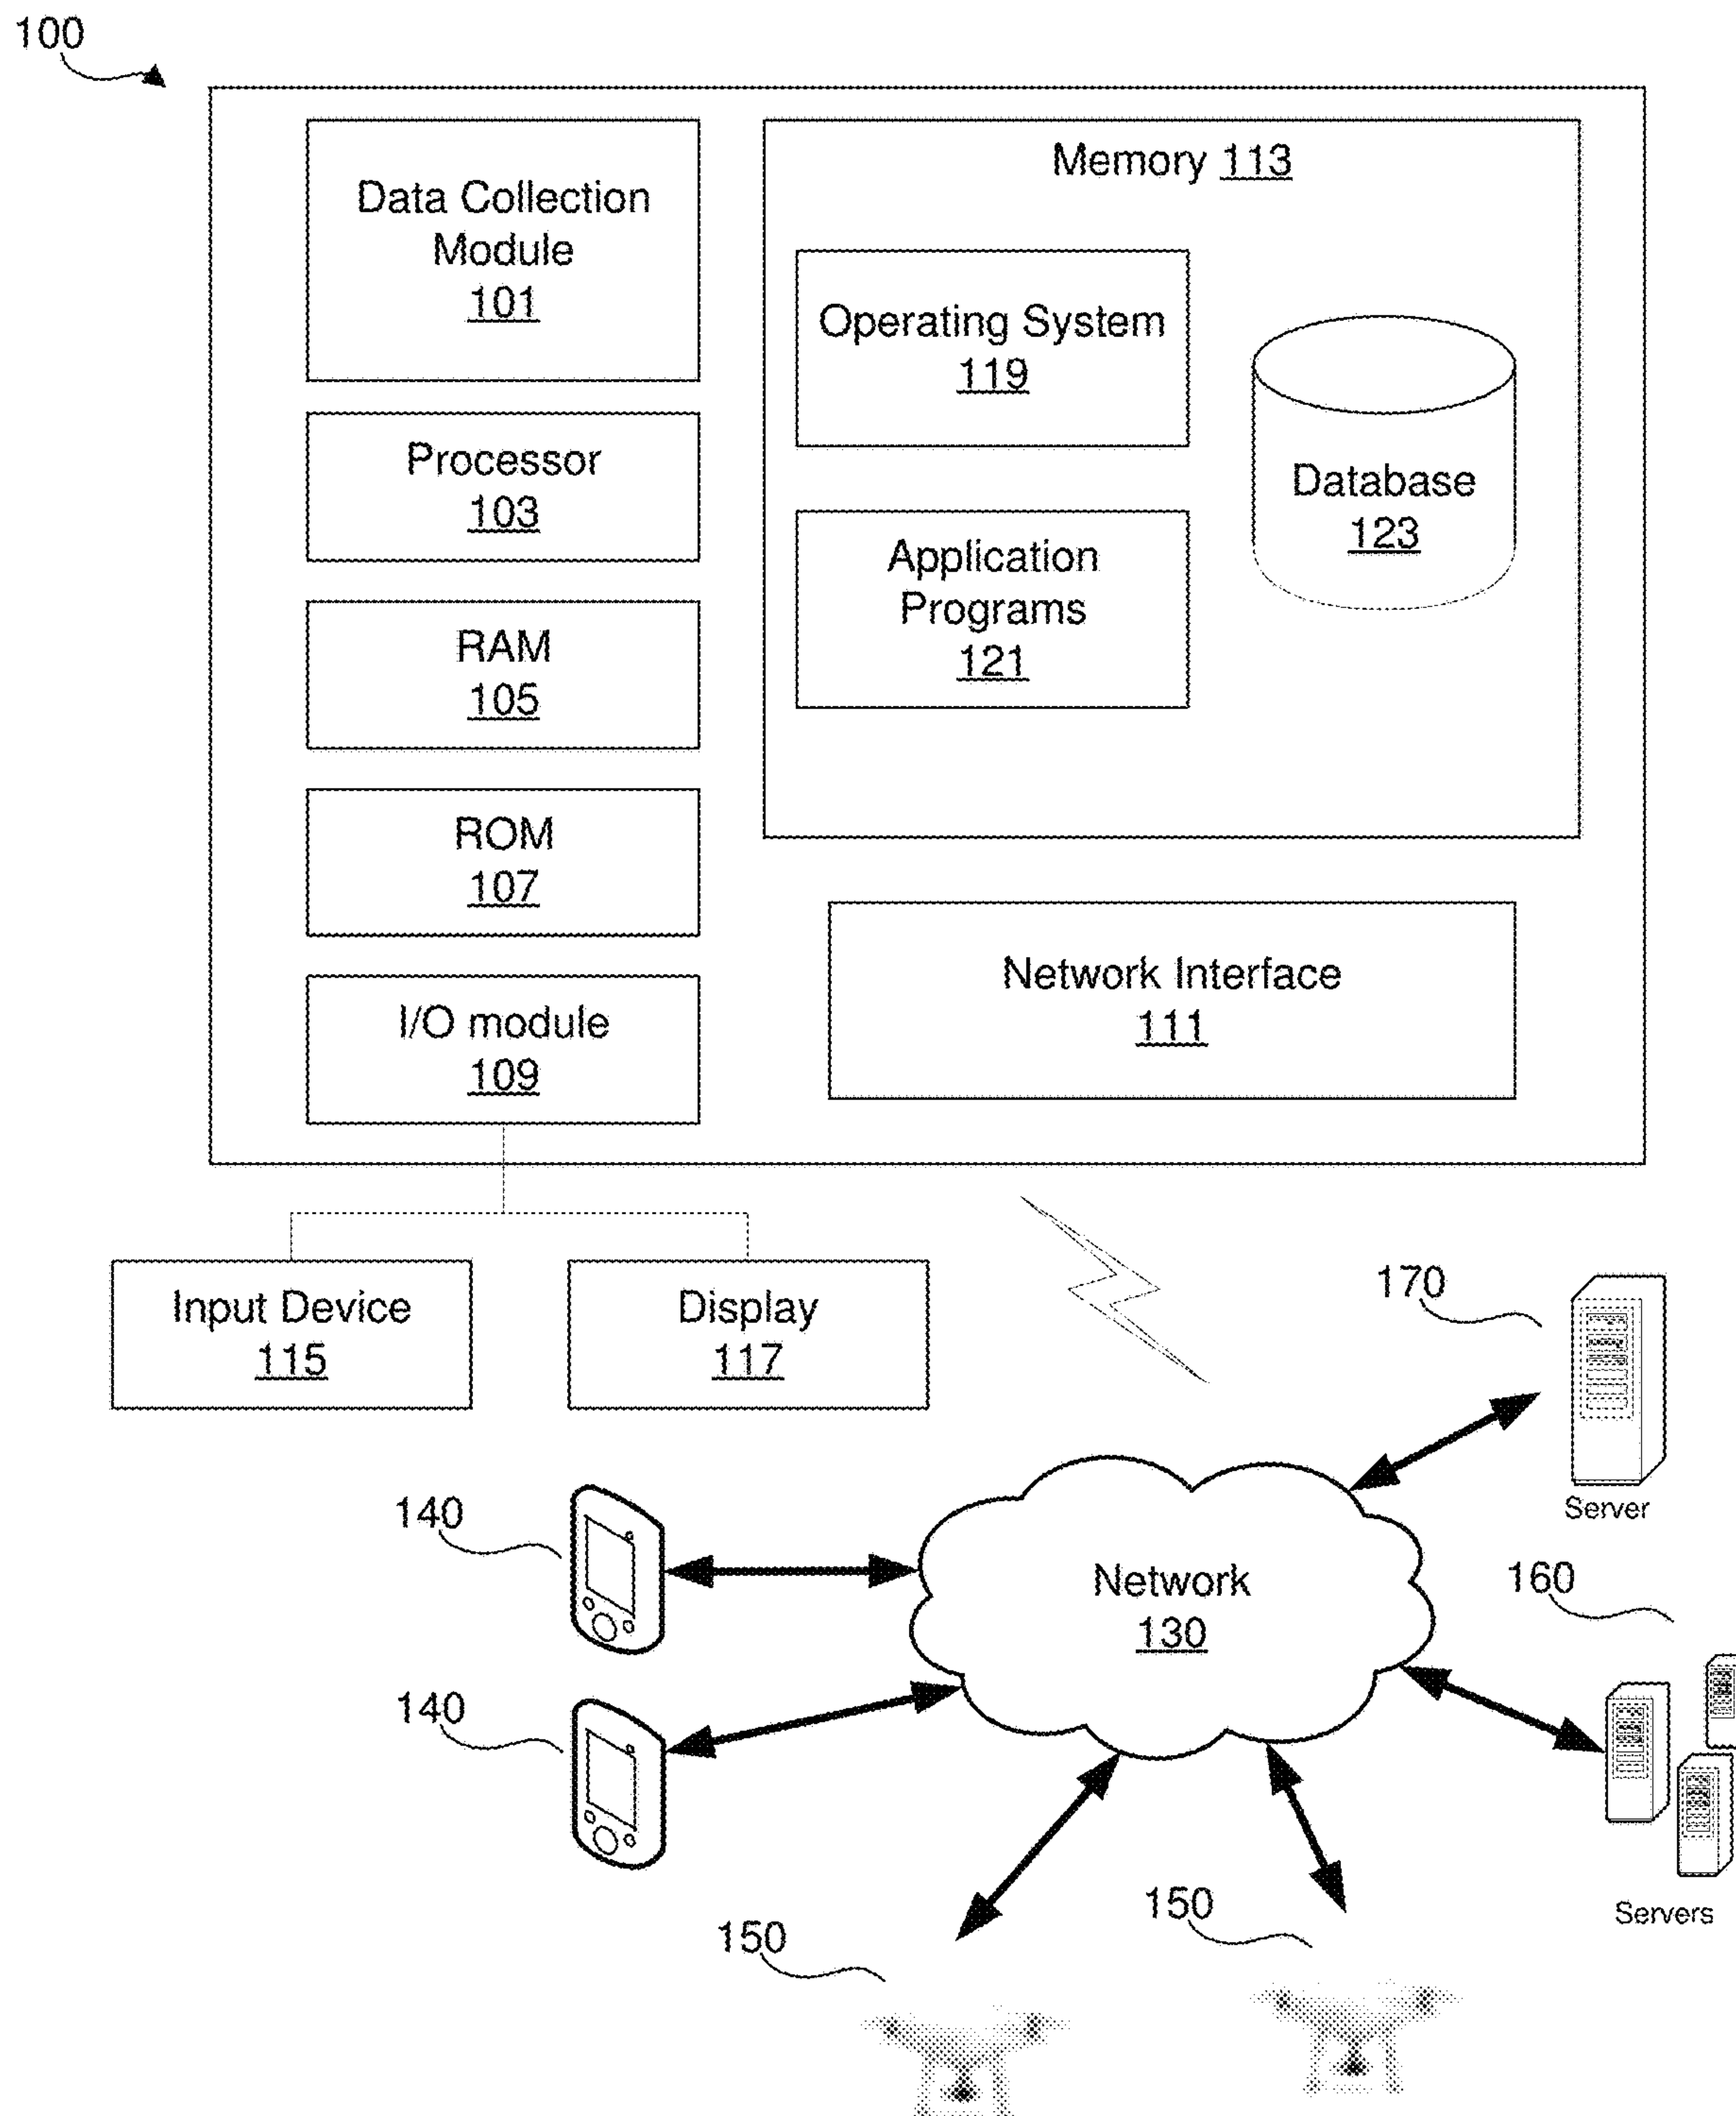 100
Data Collection
Module
101
Processor
103
RAM
105
ROM
107
I/O module
109
Memory 113
Operating System
119
Application
Programs
121
Database
123
Network Interface
111
Input Device
115
Display
117
170
Server
140
140
Network
130
160
Servers
150
150